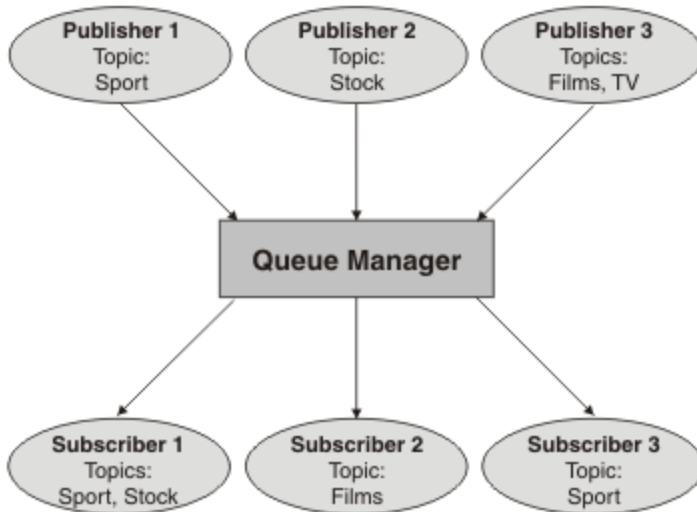 Publisher 1
Topic:
Sport
Publisher 2
Topic:
Stock
Publisher 3
Topics:
Films, TV
Queue Manager
Subscriber 1
Topics:
Sport, Stock
Subscriber 2
Topic:
Films
Subscriber 3
Topic:
Sport